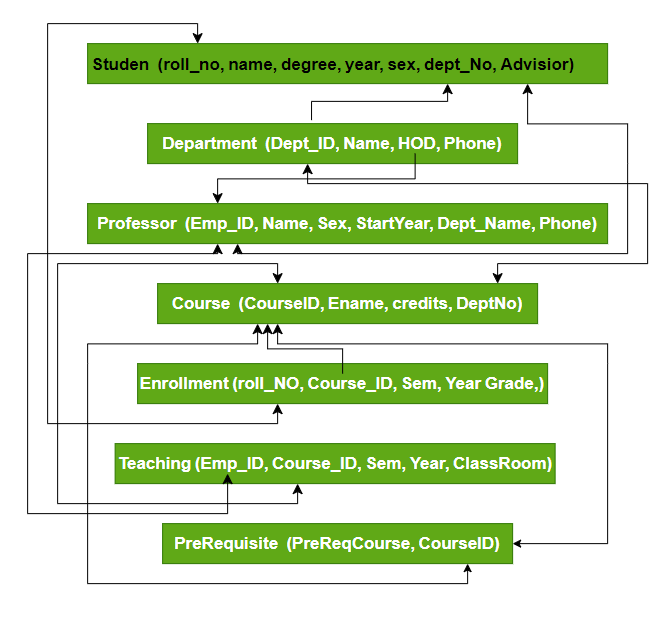 Studen (roll_no, name, degree, year, sex, dept_No, Advisior)
Department (Dept_ID, Name, HOD, Phone)
Professor (Emp_ID, Name, Sex, StartYear, Dept_Name, Phone)
Course (CourseID, Ename, credits, DeptNo)
Enrollment (roll_NO, Course_ID, Sem, Year Grade,)
Teaching (Emp_ID, Course_ID, Sem, Year, ClassRoom)
PreRequisite (PreReqCourse, CourseID)